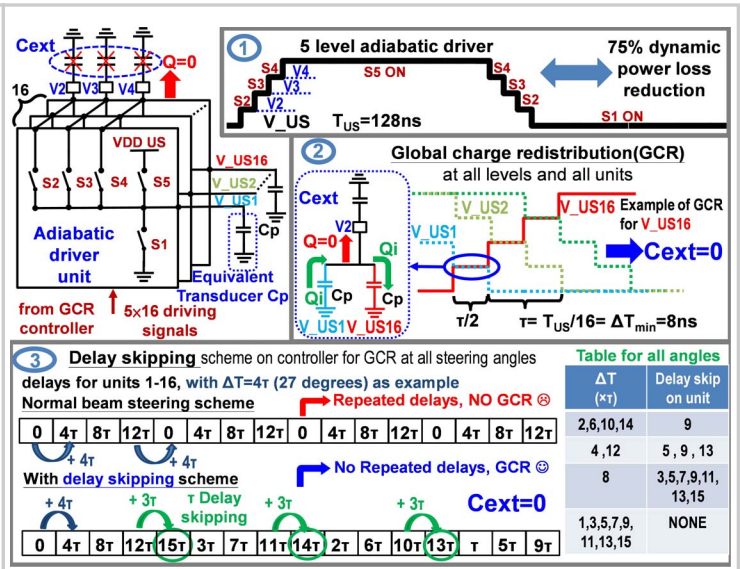 Cext
Q=0
16
V2 V3 V4
VDD US
S2 S3 S4 S5
V_US16
V_US2
V_US1
S1
Cp
Adiabatic
driver
unit
Equivalent
Transducer Cp
from GCR
controller
5×16 driving
signals
1
5 level adiabatic driver
S4
S3
S2
V4
V3
V2
S5 ON
S4
S3
S2
V_US
T_US=128ns
S1 ON
75% dynamic
power loss
reduction
2
Global charge redistribution(GCR)
at all levels and all units
Cext
V2
Q=0
Qi
Qi
Cp
Cp
V_US1 V_US16
V_US2
V_US1
V_US16
Example of GCR
for V_US16
Cext=0
τ/2
τ= T_US/16= ΔT_min=8ns
3
Delay skipping scheme on controller for GCR at all steering angles
delays for units 1-16, with ΔT=4τ (27 degrees) as example
Normal beam steering scheme
Repeated delays, NO GCR ☹
0 4τ 8τ 12τ 0 4τ 8τ 12τ 0 4τ 8τ 12τ 0 4τ 8τ 12τ
+ 4τ + 4τ
With delay skipping scheme
No Repeated delays, GCR ☺
+ 4τ + 3τ τ Delay
skipping
+ 3τ + 3τ
Cext=0
0 4τ 8τ 12τ 15τ 3τ 7τ 11τ 14τ 2τ 6τ 10τ 13τ τ 5τ 9τ
Table for all angles
ΔT
(×τ)
Delay skip
on unit
2,6,10,14 9
4 ,12 5 , 9 , 13
8 3,5,7,9,11,
13,15
1,3,5,7,9,
11,13,15
NONE